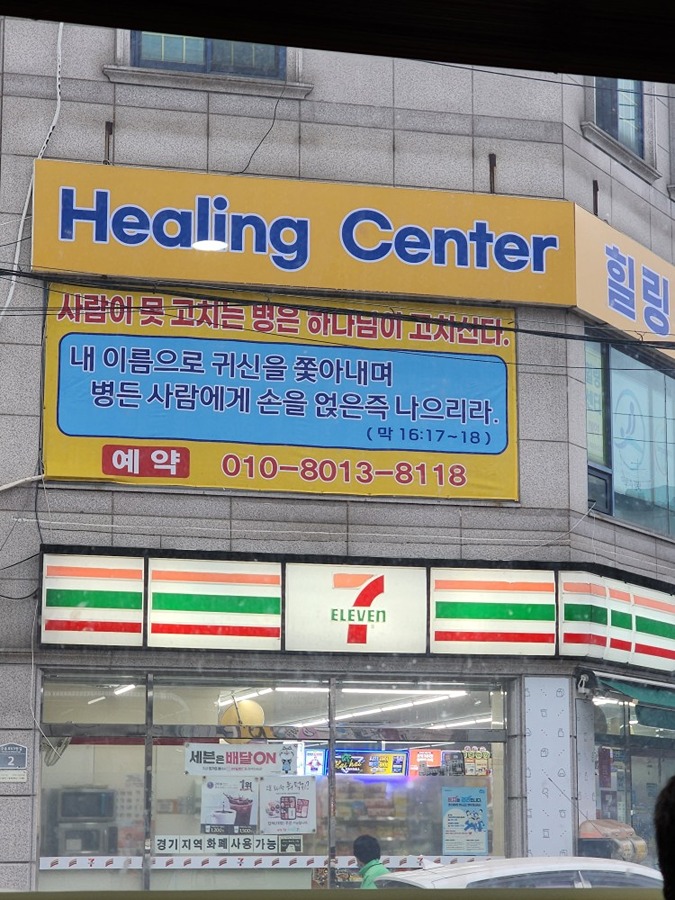 Healing Center
힐링
사람이 못 고치는 병은 하나님이 고치신다.
내 이름으로 귀신을 쫓아내며
병든 사람에게 손을 얹은즉 나으리라.
(막 16:17~18)
예약 010-8013-8118
7
ELEVEN
세븐은배달ON
경기지역화폐사용가능
2